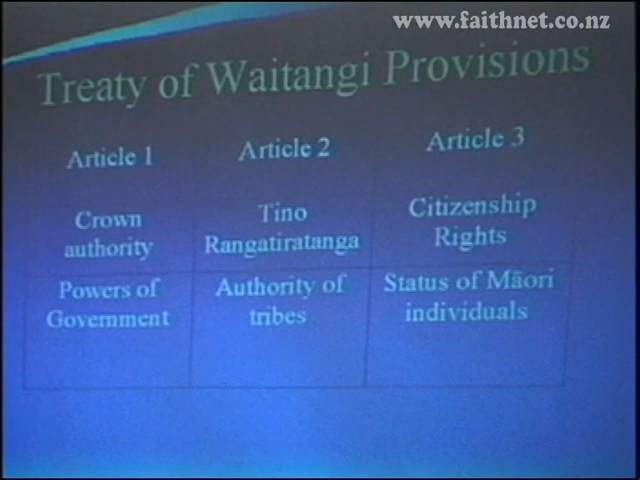 www.faithnet.co.nz
Treaty of Waitangi Provisions
Article 1
Article 2
Article 3
Crown
authority
Tino
Rangatiratanga
Citizenship
Rights
Powers of
Government
Authority of
tribes
Status of Māori
individuals